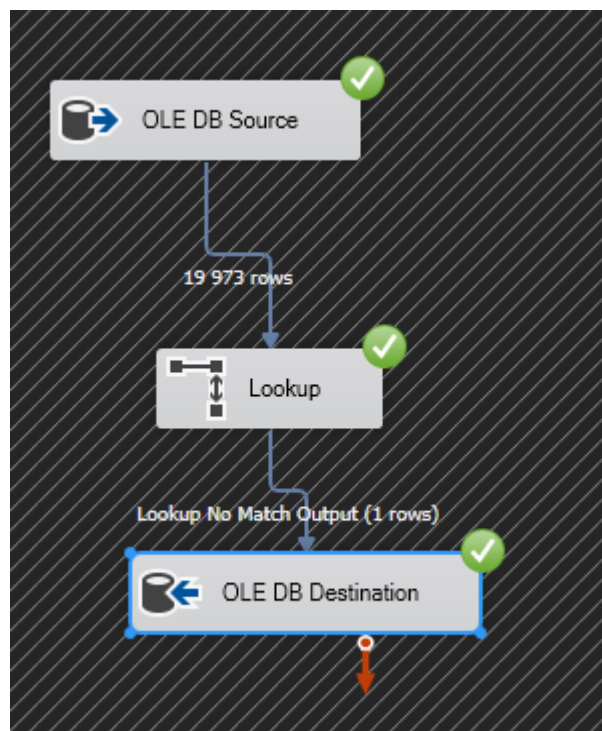 OLE DB Source
19 973 rows
Lookup
Lookup No Match Output (1 rows)
OLE DB Destination